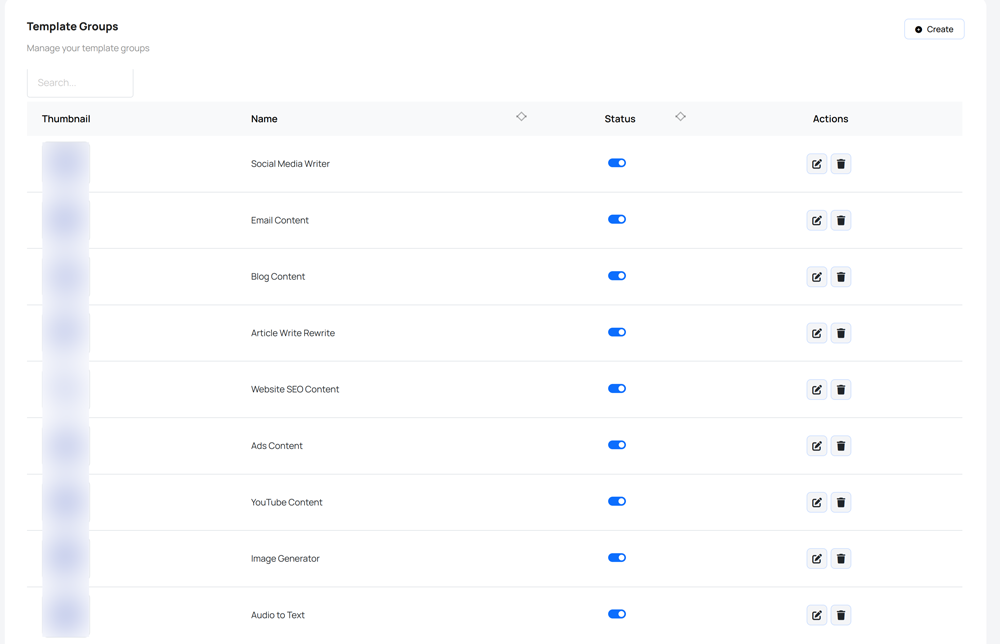 Template Groups
Create
Manage your template groups
Search...
Thumbnail Name Status Actions
Social Media Writer
Email Content
Blog Content
Article Write Rewrite
Website SEO Content
Ads Content
YouTube Content
Image Generator
Audio to Text